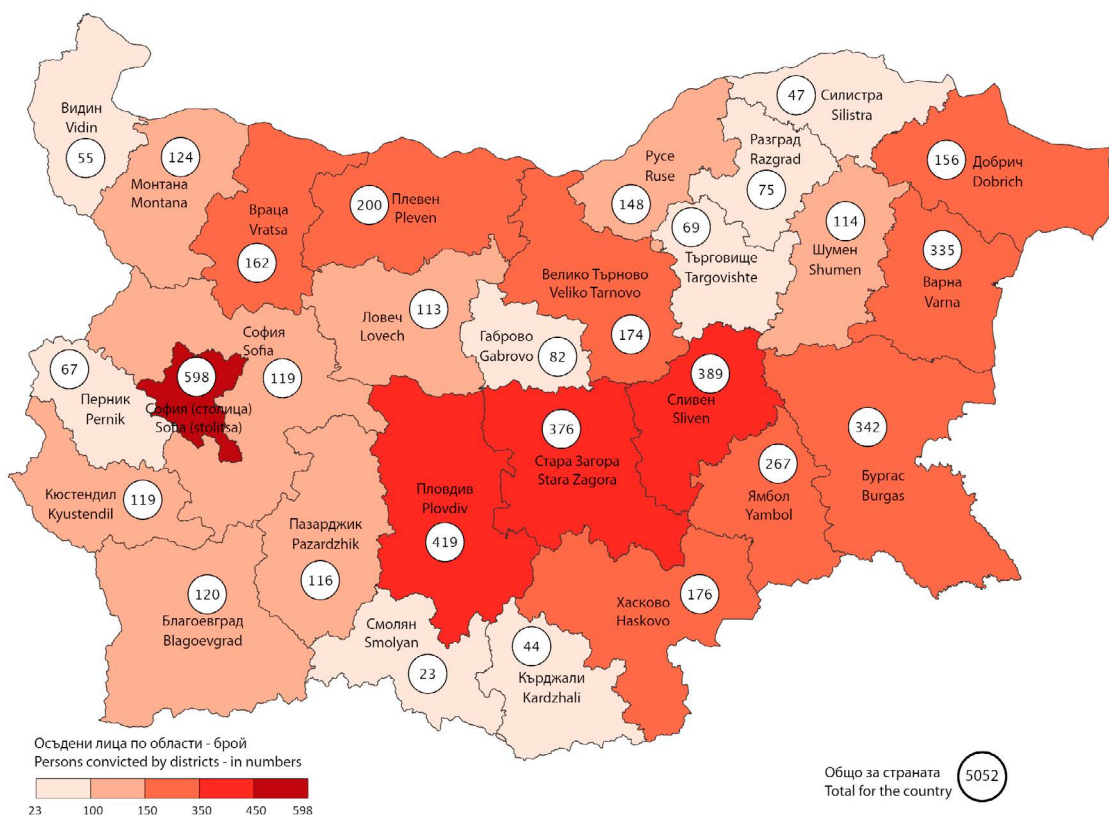 Видин
Vidin
55
124
Монтана
Montana
Враца
Vratsa
162
200
Плевен
Pleven
Русе
Ruse
148
47
Силистра
Silistra
Разград
Razgrad
75
69
Търговище
Targovishte
114
Шумен
Shumen
156
Добрич
Dobrich
335
Варна
Varna
Велико Търново
Veliko Tarnovo
174
Ловеч
Lovech
113
Габрово
Gabrovo
82
София
Sofia
119
598
София (столица)
Sofia (stolitsa)
67
Перник
Pernik
Кюстендил
Kyustendil
119
120
Благоевград
Blagoevgrad
Пазарджик
Pazardzhik
116
Пловдив
Plovdiv
419
376
Стара Загора
Stara Zagora
389
Сливен
Sliven
267
Ямбол
Yambol
342
Бургас
Burgas
Хасково
Haskovo
176
Смолян
Smolyan
23
44
Кърджали
Kardzhali
Осъдени лица по области - брой
Persons convicted by districts - in numbers
23 100 150 350 450 598
Общо за страната
Total for the country
5052